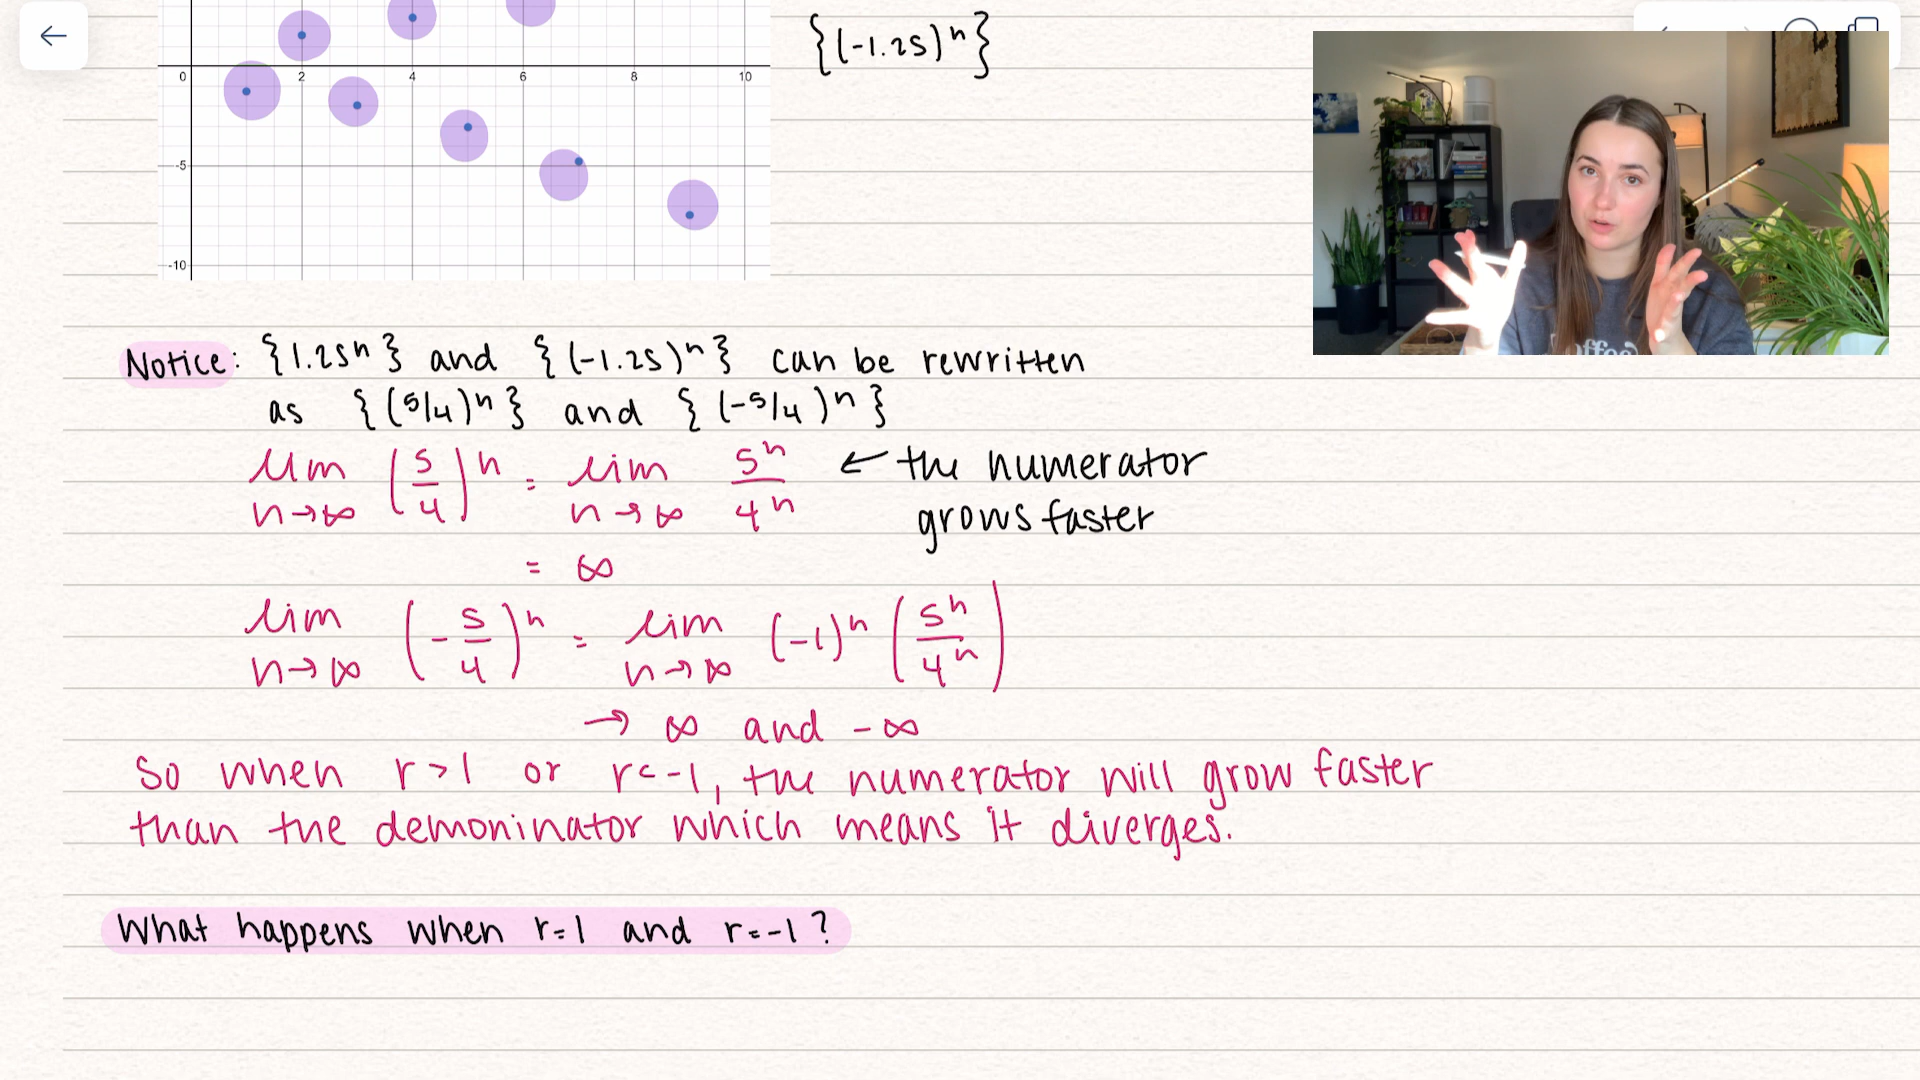 {(-1.25)ⁿ}
0 2 4 6 8 10
-5
-10
Notice: {1.25ⁿ} and {(-1.25)ⁿ} can be rewritten
as {(5/4)ⁿ} and {(-5/4)ⁿ}
lim n→∞ (5/4)ⁿ = lim n→∞ 5ⁿ/4ⁿ ← the numerator
grows faster
= ∞
lim n→∞ (-5/4)ⁿ = lim n→∞ (-1)ⁿ (5ⁿ/4ⁿ)
→ ∞ and -∞
So when r>1 or r<-1, the numerator will grow faster
than the demoninator which means it diverges.
What happens when r=1 and r=-1?